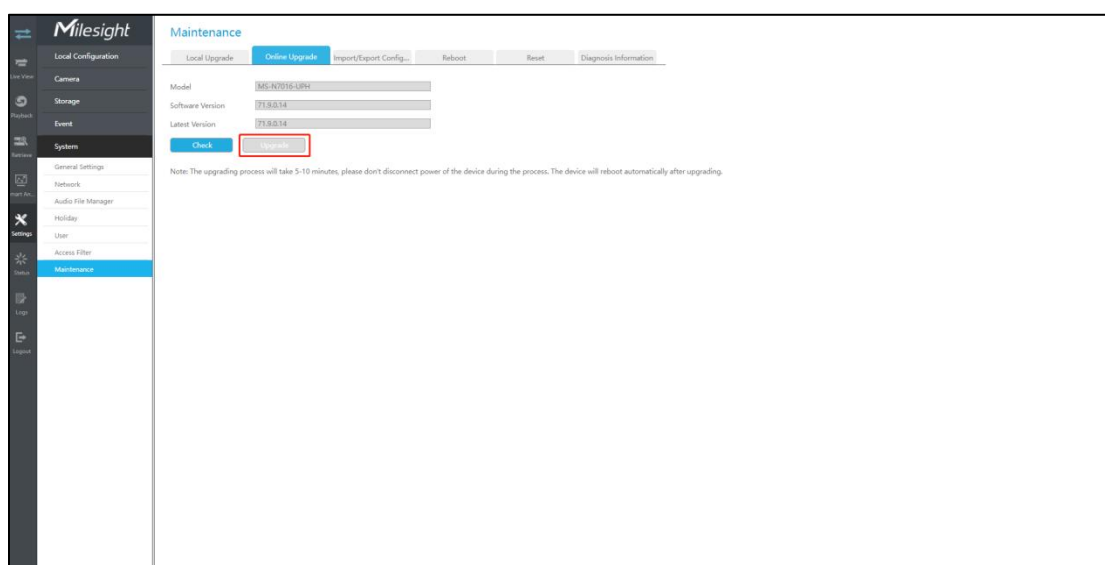 Milesight
Live View
Playback
Retrieve
Settings
Status
Logs
Logout
Local Configuration
Camera
Storage
Event
System
General Settings
Network
Audio File Manager
Holiday
User
Access Filter
Maintenance
Maintenance
Local Upgrade Online Upgrade Import/Export Config... Reboot Reset Diagnosis Information
Model MS-N7016-UPH
Software Version 71.9.0.14
Latest Version 71.9.0.14
Check Upgrade
Note: The upgrading process will take 5-10 minutes, please don't disconnect power of the device during the process. The device will reboot automatically after upgrading.